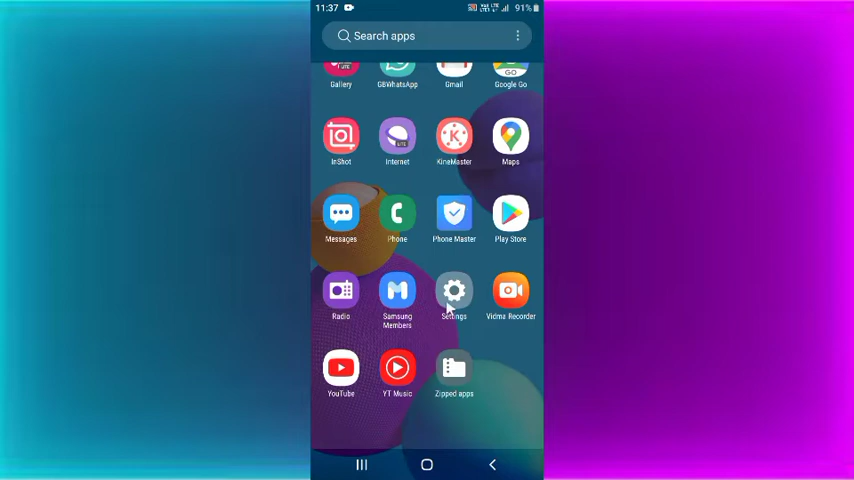 11:37 91%
Search apps
Gallery GBWhatsApp Gmail Google Go
InShot Internet KineMaster Maps
Messages Phone Phone Master Play Store
Radio Samsung Members Settings Vidma Recorder
YouTube YT Music Zipped apps